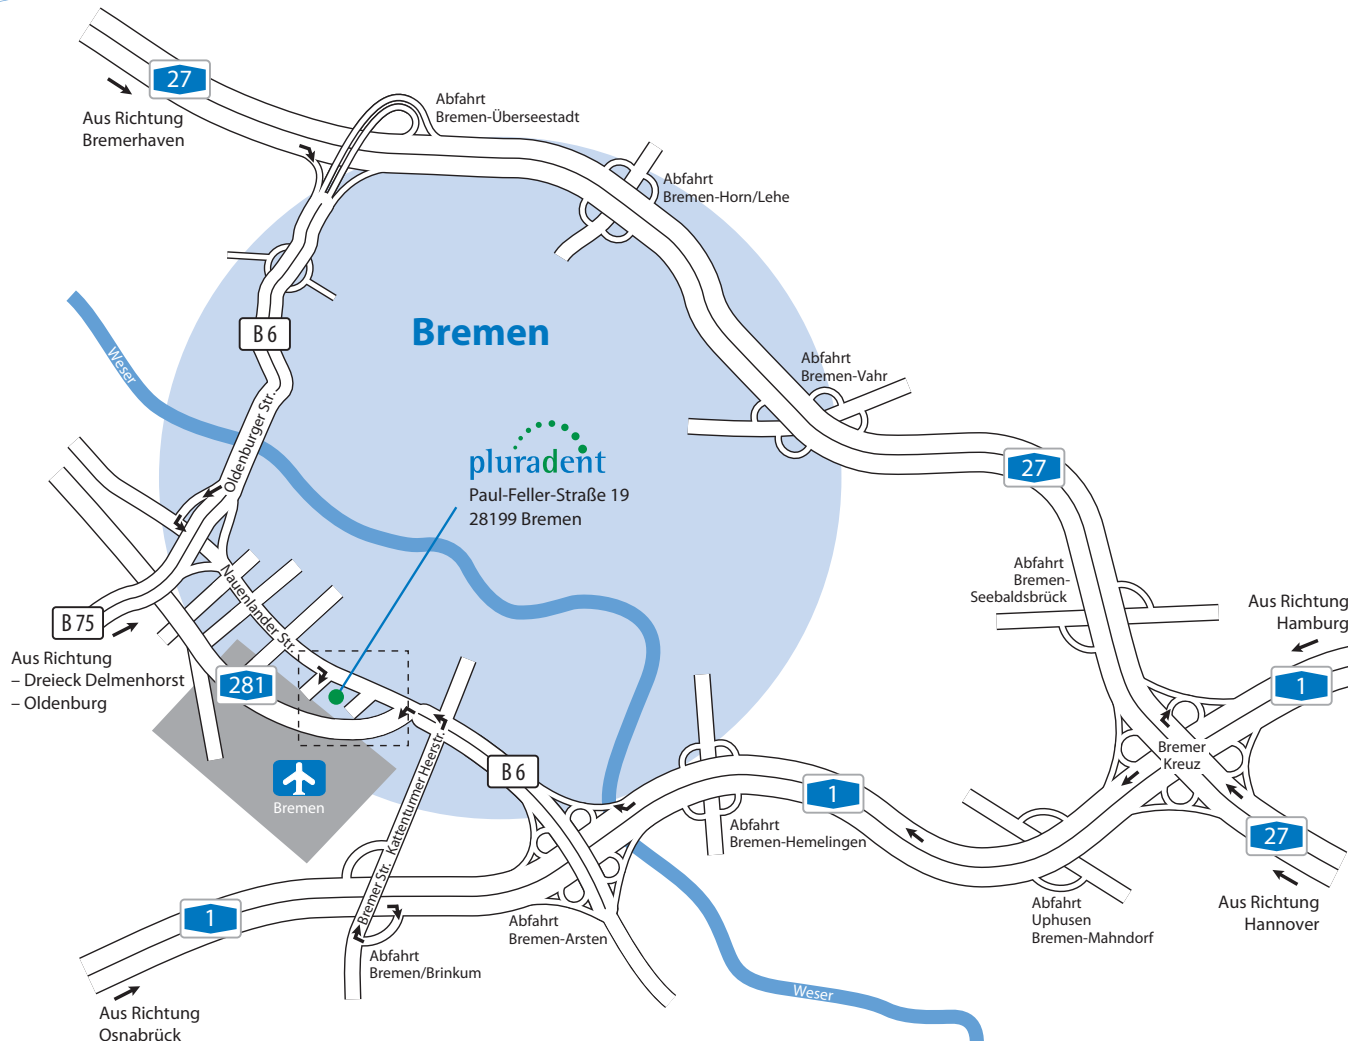 27
Aus Richtung
Bremerhaven
Abfahrt
Bremen-Überseestadt
Abfahrt
Bremen-Horn/Lehe
B 6
Bremen
Weser
Abfahrt
Bremen-Vahr
Oldenburger Str.
pluradent
Paul-Feller-Straße 19
28199 Bremen
27
Abfahrt
Bremen-
Seebaldsbrück
Nauenlander Str.
B 75
Aus Richtung
– Dreieck Delmenhorst
– Oldenburg
281
Aus Richtung
Hamburg
1
Bremer
Kreuz
B 6
Bremen
Kattenturmer Heerstr.
Bremer Str.
1
Abfahrt
Bremen-Hemelingen
27
Aus Richtung
Hannover
1
Abfahrt
Bremen-Arsten
Abfahrt
Uphusen
Bremen-Mahndorf
Abfahrt
Bremen/Brinkum
Weser
Aus Richtung
Osnabrück